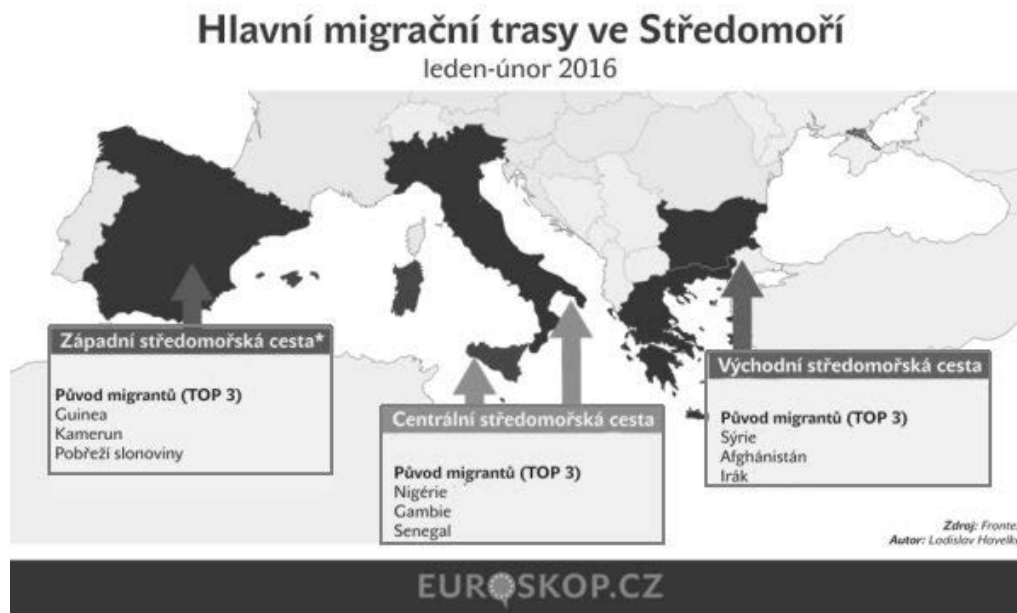 Hlavní migrační trasy ve Středomoří
leden-únor 2016
Západní středomořská cesta*
Původ migrantů (TOP 3)
Guinea
Kamerun
Pobřeží slonoviny
Centrální středomořská cesta
Původ migrantů (TOP 3)
Nigérie
Gambie
Senegal
Východní středomořská cesta
Původ migrantů (TOP 3)
Sýrie
Afghánistán
Irák
Zdroj: Fronte
Autor: Ladislav Havelk
EUROSKOP.CZ